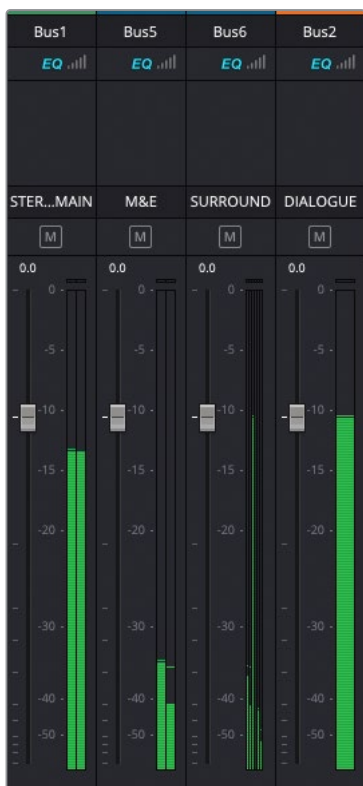 Bus1 Bus5 Bus6 Bus2
EQ EQ EQ EQ
STER...MAIN M&E SURROUND DIALOGUE
M M M M
0.0 0.0 0.0 0.0
0 0 0 0
-5 -5 -5 -5
-10 -10 -10 -10
-15 -15 -15 -15
-20 -20 -20 -20
-30 -30 -30 -30
-40 -40 -40 -40
-50 -50 -50 -50